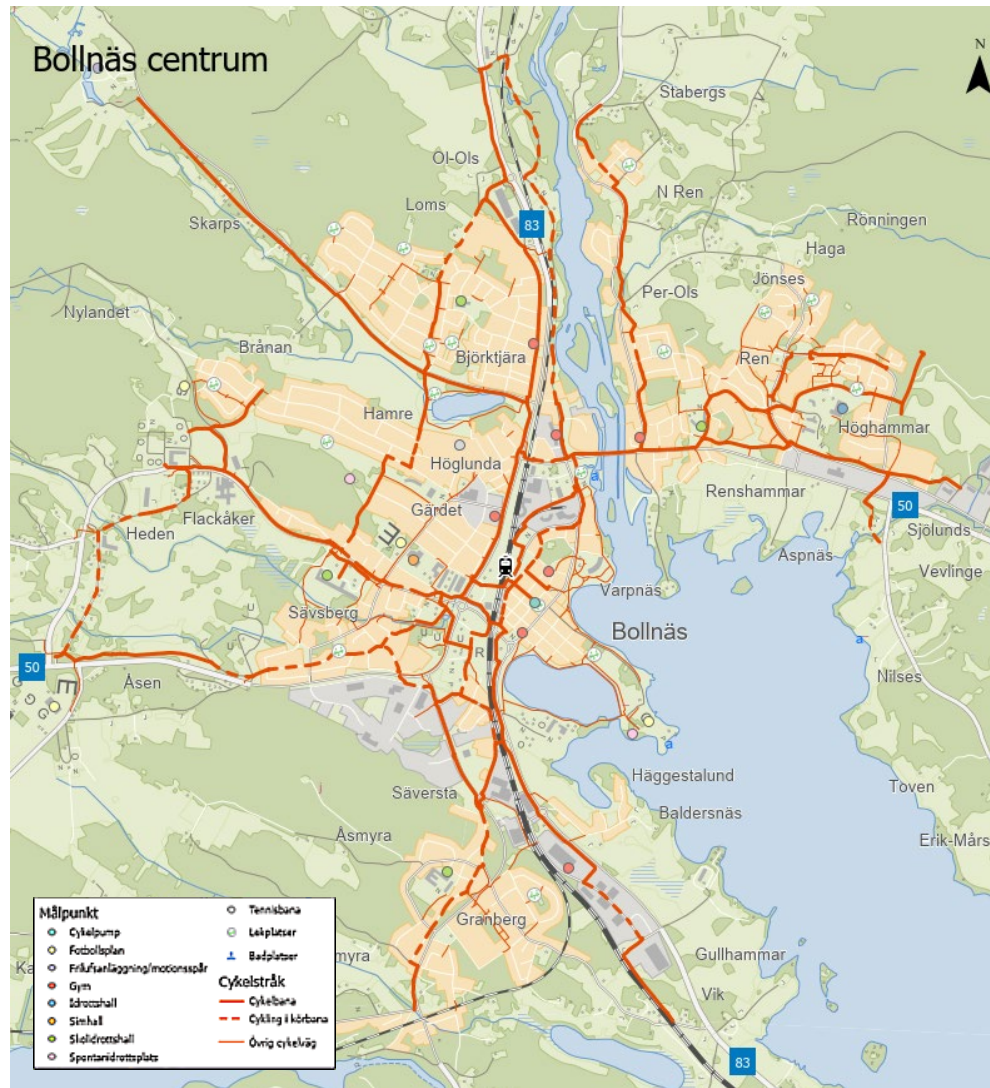 Bollnäs centrum
N
Stabergs
Ol-Ols
N Ren
Skarps
Loms
83
Rönningen
Haga
Jönses
Per-Ols
Nylandet
Brånan
Björktjära
Ren
Hamre
Höghammar
Höglunda
Renshammar
Gärdet
50
Flackåker
Heden
Sjölunds
Aspnäs
Vevlinge
Varpnäs
Sävsberg
Bollnäs
50
Åsen
Nilses
Häggestalund
Säversta
Toven
Baldersnäs
Åsmyra
Erik-Mårs
Granberg
Gullhammar
Vik
83
myra
Ka
Målpunkt
Cykelpump
Fotbollsplan
Friluftsanläggning/motionsspår
Gym
Idrottshall
Simhall
Skolidrottshall
Spontanidrottsplats
Tennisbana
Lekplatser
Badplatser
Cykelstråk
Cykelbana
Cykling i körbana
Övrig cykelväg